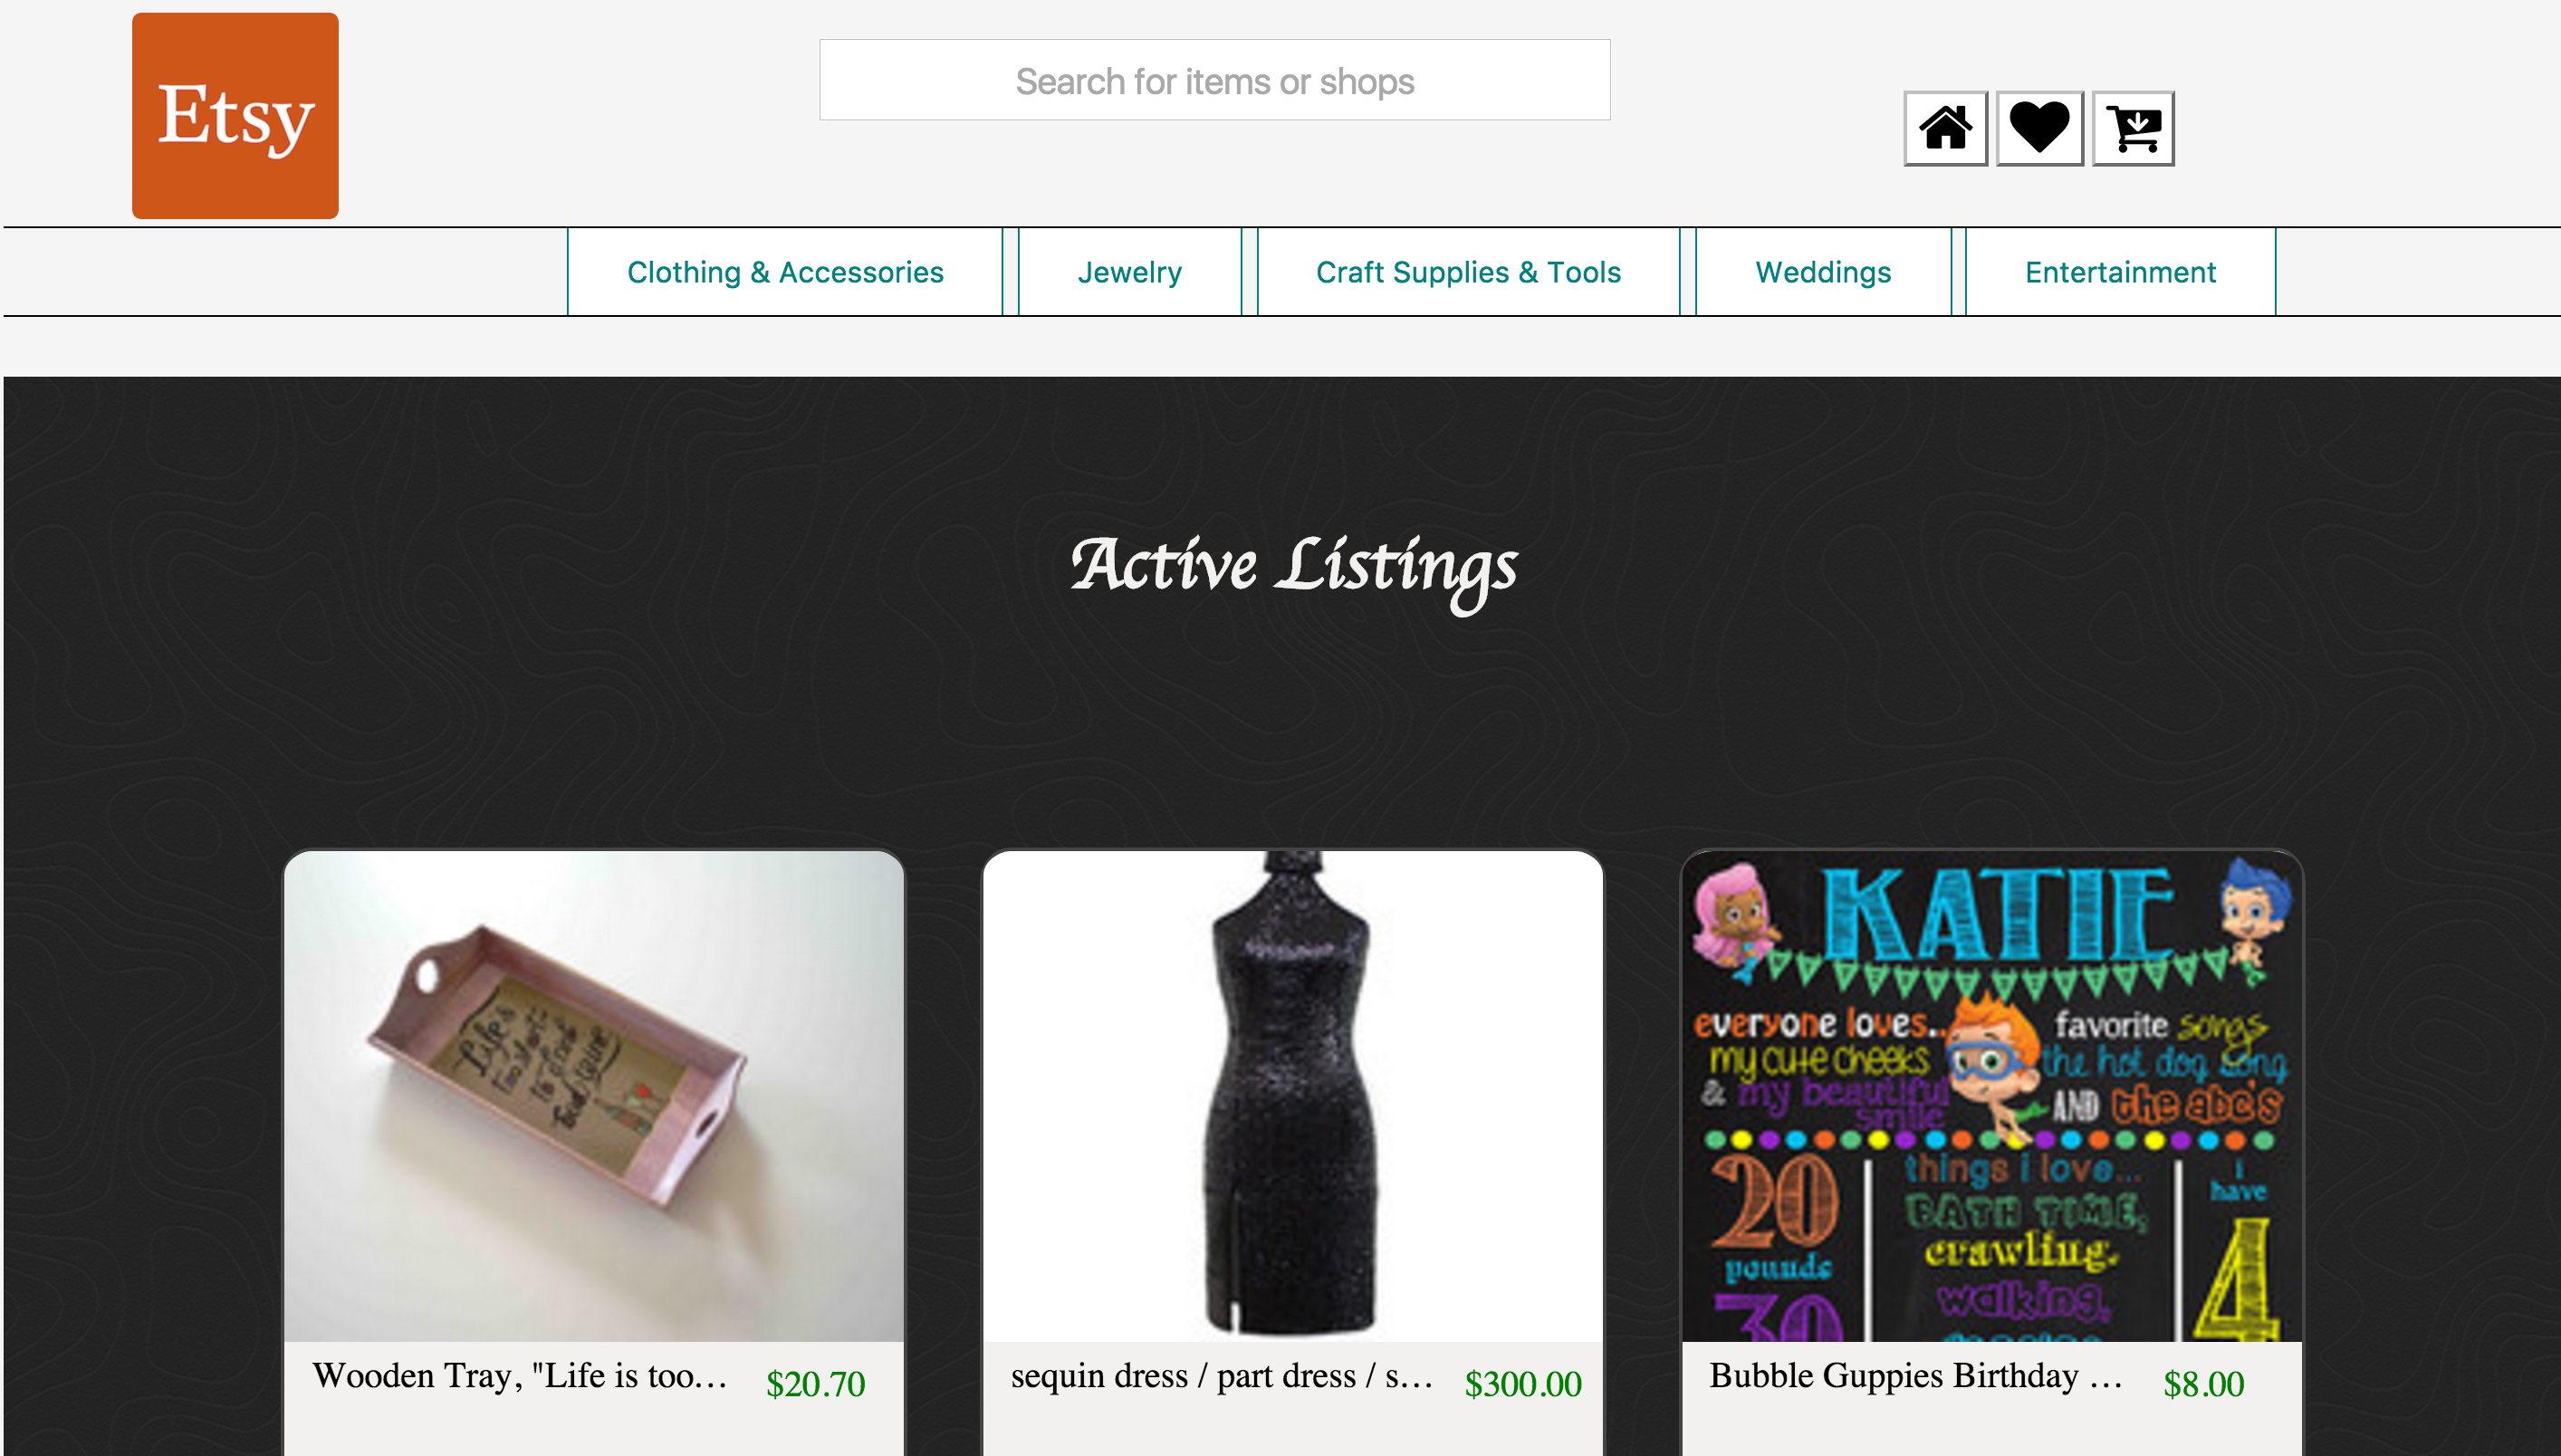 Etsy
Search for items or shops
Clothing & Accessories
Jewelry
Craft Supplies & Tools
Weddings
Entertainment
Active Listings
Life's
too short
to drink
bad wine
KATIE
everyone loves..
my cute cheeks
& my beautiful
smile
favorite songs
the hot dog song
AND the abc's
20
pounds
30
things i love...
BATH TIME,
crawling,
walking,
i
have
4
Wooden Tray, "Life is too…
$20.70
sequin dress / part dress / s…
$300.00
Bubble Guppies Birthday …
$8.00